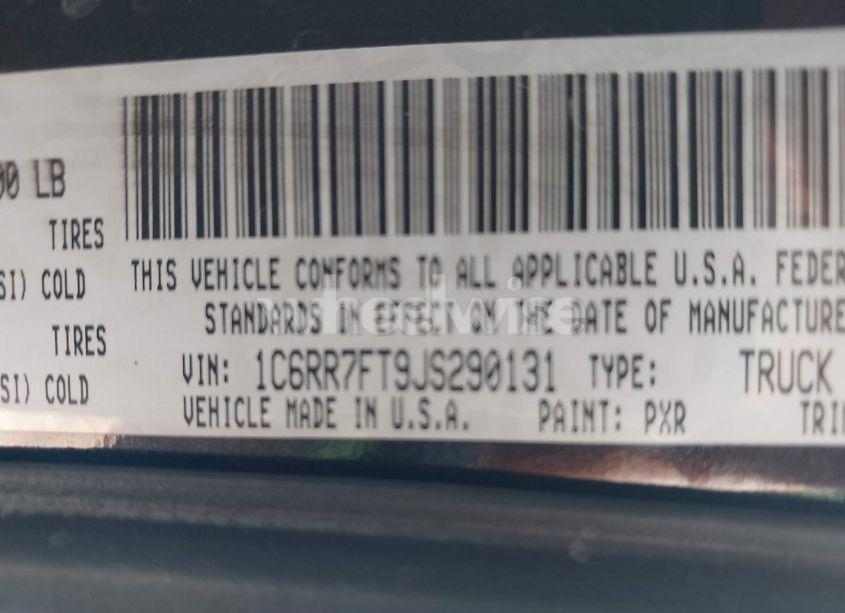 00 LB
TIRES
SI) COLD
TIRES
SI) COLD
THIS VEHICLE CONFORMS TO ALL APPLICABLE U.S.A. FEDER
STANDARDS IN EFFECT ON THE DATE OF MANUFACTURE
VIN: 1C6RR7FT9JS290131 TYPE: TRUCK
VEHICLE MADE IN U.S.A. PAINT: PXR TRI
wheelwise